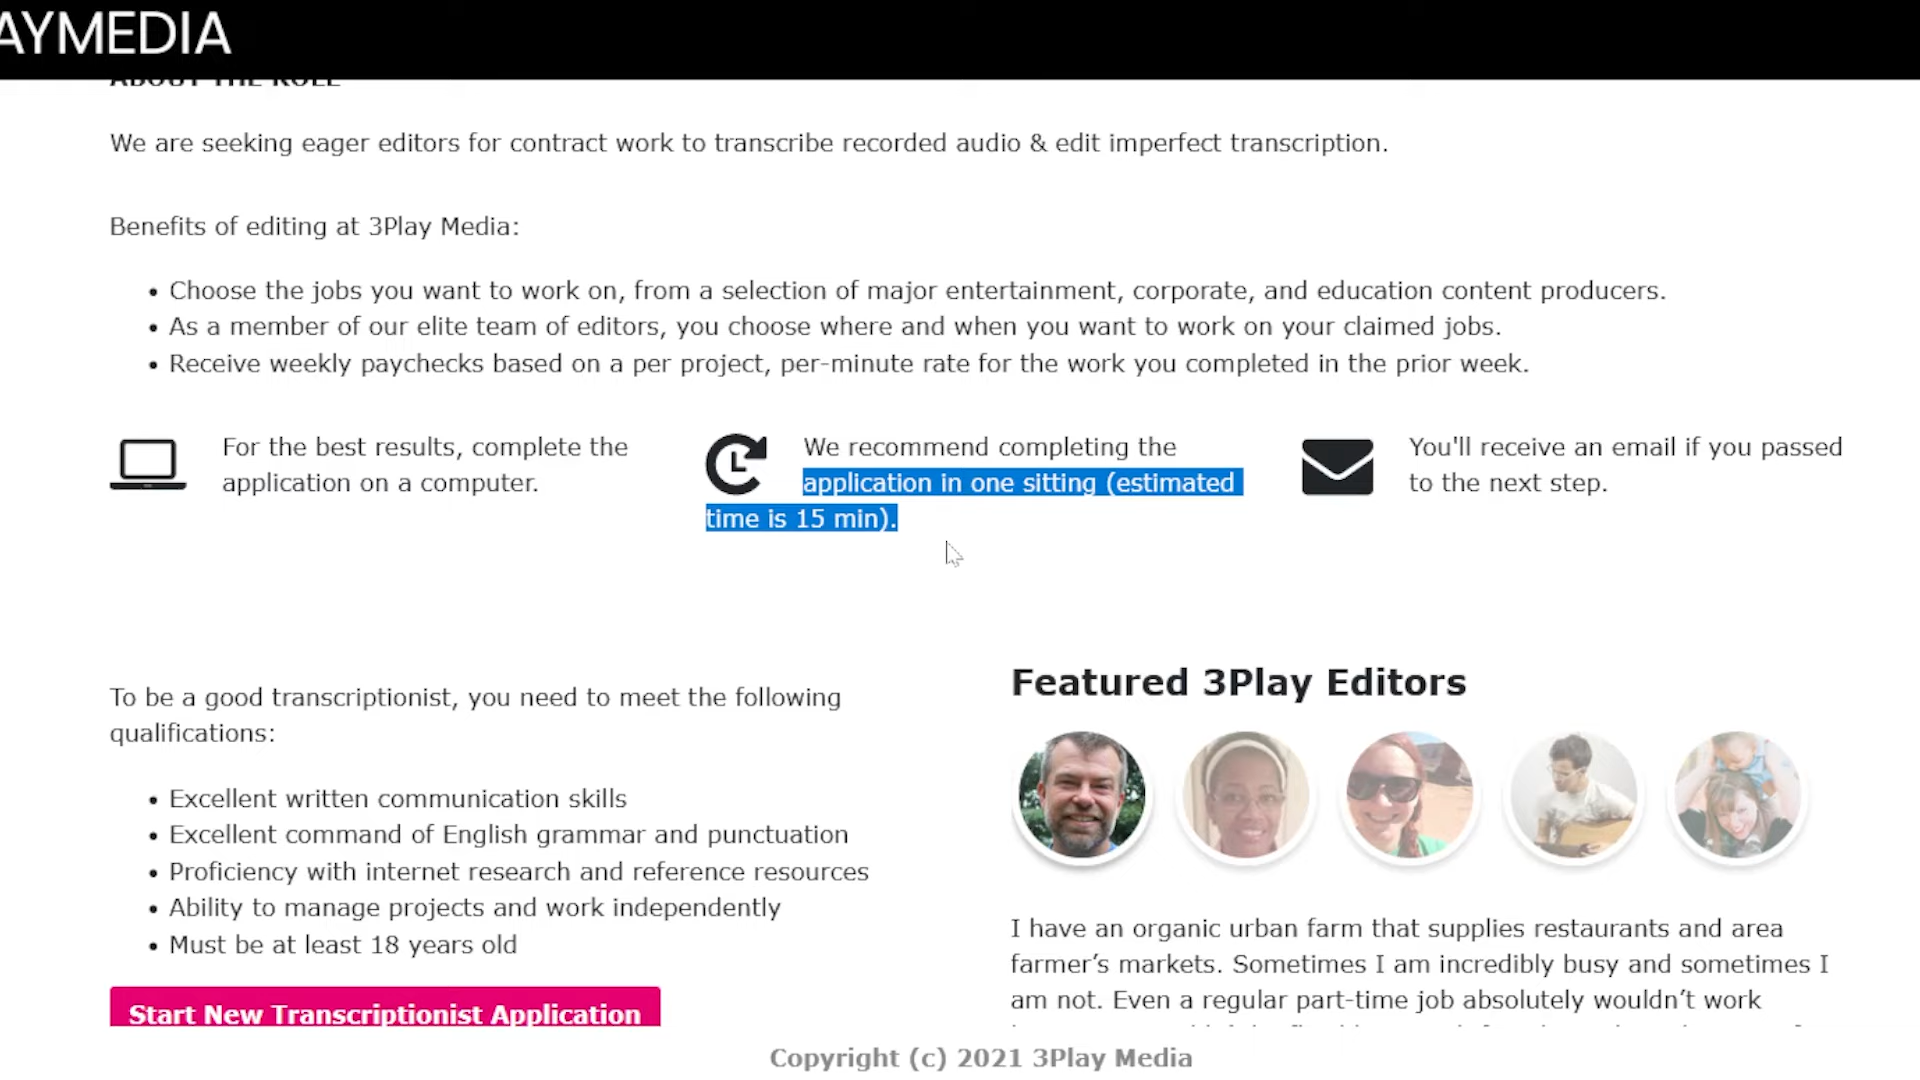 AYMEDIA
ABOUT THE ROLE
We are seeking eager editors for contract work to transcribe recorded audio & edit imperfect transcription.
Benefits of editing at 3Play Media:
• Choose the jobs you want to work on, from a selection of major entertainment, corporate, and education content producers.
• As a member of our elite team of editors, you choose where and when you want to work on your claimed jobs.
• Receive weekly paychecks based on a per project, per-minute rate for the work you completed in the prior week.
For the best results, complete the
application on a computer.
We recommend completing the
application in one sitting (estimated
time is 15 min).
You'll receive an email if you passed
to the next step.
To be a good transcriptionist, you need to meet the following
qualifications:
• Excellent written communication skills
• Excellent command of English grammar and punctuation
• Proficiency with internet research and reference resources
• Ability to manage projects and work independently
• Must be at least 18 years old
Start New Transcriptionist Application
Featured 3Play Editors
I have an organic urban farm that supplies restaurants and area
farmer’s markets. Sometimes I am incredibly busy and sometimes I
am not. Even a regular part-time job absolutely wouldn’t work
Copyright (c) 2021 3Play Media